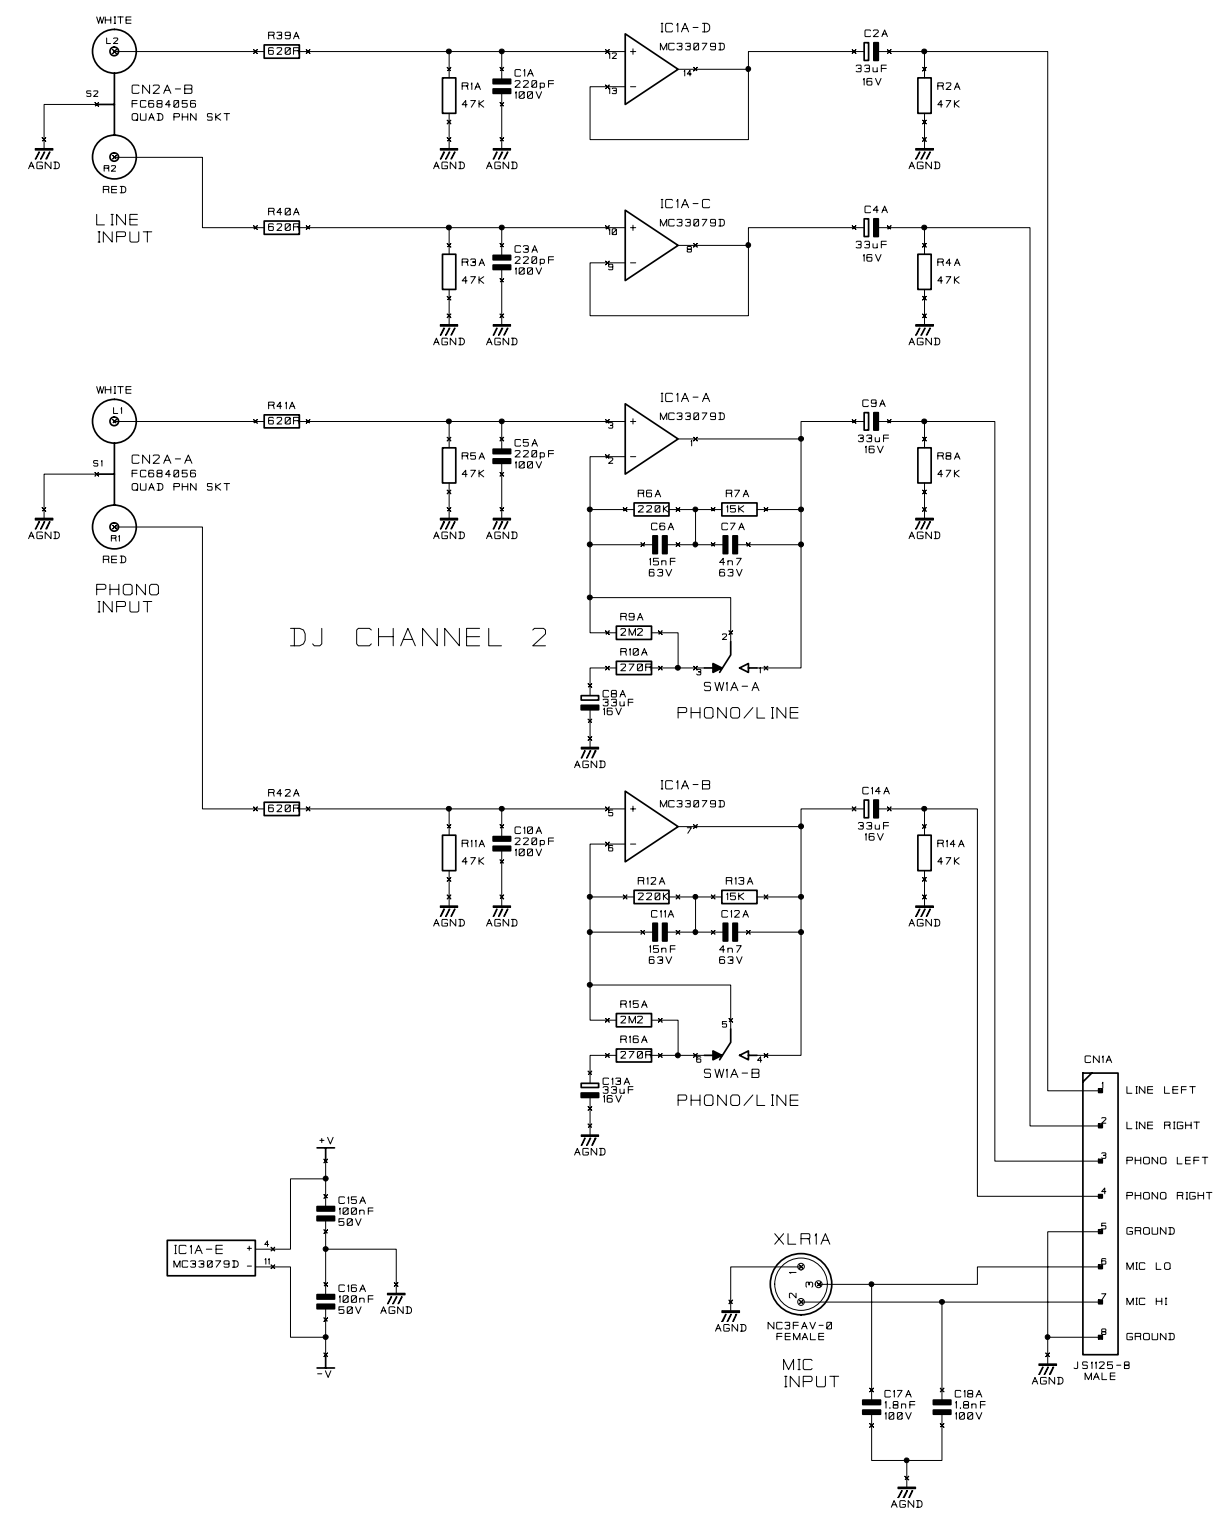 WHITE
L2
S2
CN2A-B
FC684056
QUAD PHN SKT
AGND
R2
RED
LINE
INPUT
R39A
620R
R1A
47K
AGND
C1A
220pF
100V
AGND
IC1A-D
MC33079D
12
+
13
-
14
C2A
33uF
16V
R2A
47K
AGND
R40A
620R
R3A
47K
AGND
C3A
220pF
100V
AGND
IC1A-C
MC33079D
10
+
9
-
8
C4A
33uF
16V
R4A
47K
AGND
WHITE
L1
S1
CN2A-A
FC684056
QUAD PHN SKT
AGND
R1
RED
PHONO
INPUT
R41A
620R
R5A
47K
AGND
C5A
220pF
100V
AGND
IC1A-A
MC33079D
3
+
2
-
1
C9A
33uF
16V
R8A
47K
AGND
R6A
220K
R7A
15K
C6A
15nF
63V
C7A
4n7
63V
R9A
2M2
R10A
270R
2
3
1
SW1A-A
PHONO/LINE
C8A
33uF
16V
AGND
DJ CHANNEL 2
R42A
620R
R11A
47K
AGND
C10A
220pF
100V
AGND
IC1A-B
MC33079D
5
+
6
-
7
C14A
33uF
16V
R14A
47K
AGND
R12A
220K
R13A
15K
C11A
15nF
63V
C12A
4n7
63V
R15A
2M2
R16A
270R
5
6
4
SW1A-B
PHONO/LINE
C13A
33uF
16V
AGND
+V
C15A
100nF
50V
IC1A-E
MC33079D
+
-
4
11
C16A
100nF
50V
AGND
-V
XLR1A
1
3
2
NC3FAV-0
FEMALE
AGND
MIC
INPUT
C17A
1.8nF
100V
C18A
1.8nF
100V
AGND
CN1A
1
LINE LEFT
2
LINE RIGHT
3
PHONO LEFT
4
PHONO RIGHT
5
GROUND
6
MIC LO
7
MIC HI
8
GROUND
AGND
JS1125-8
MALE